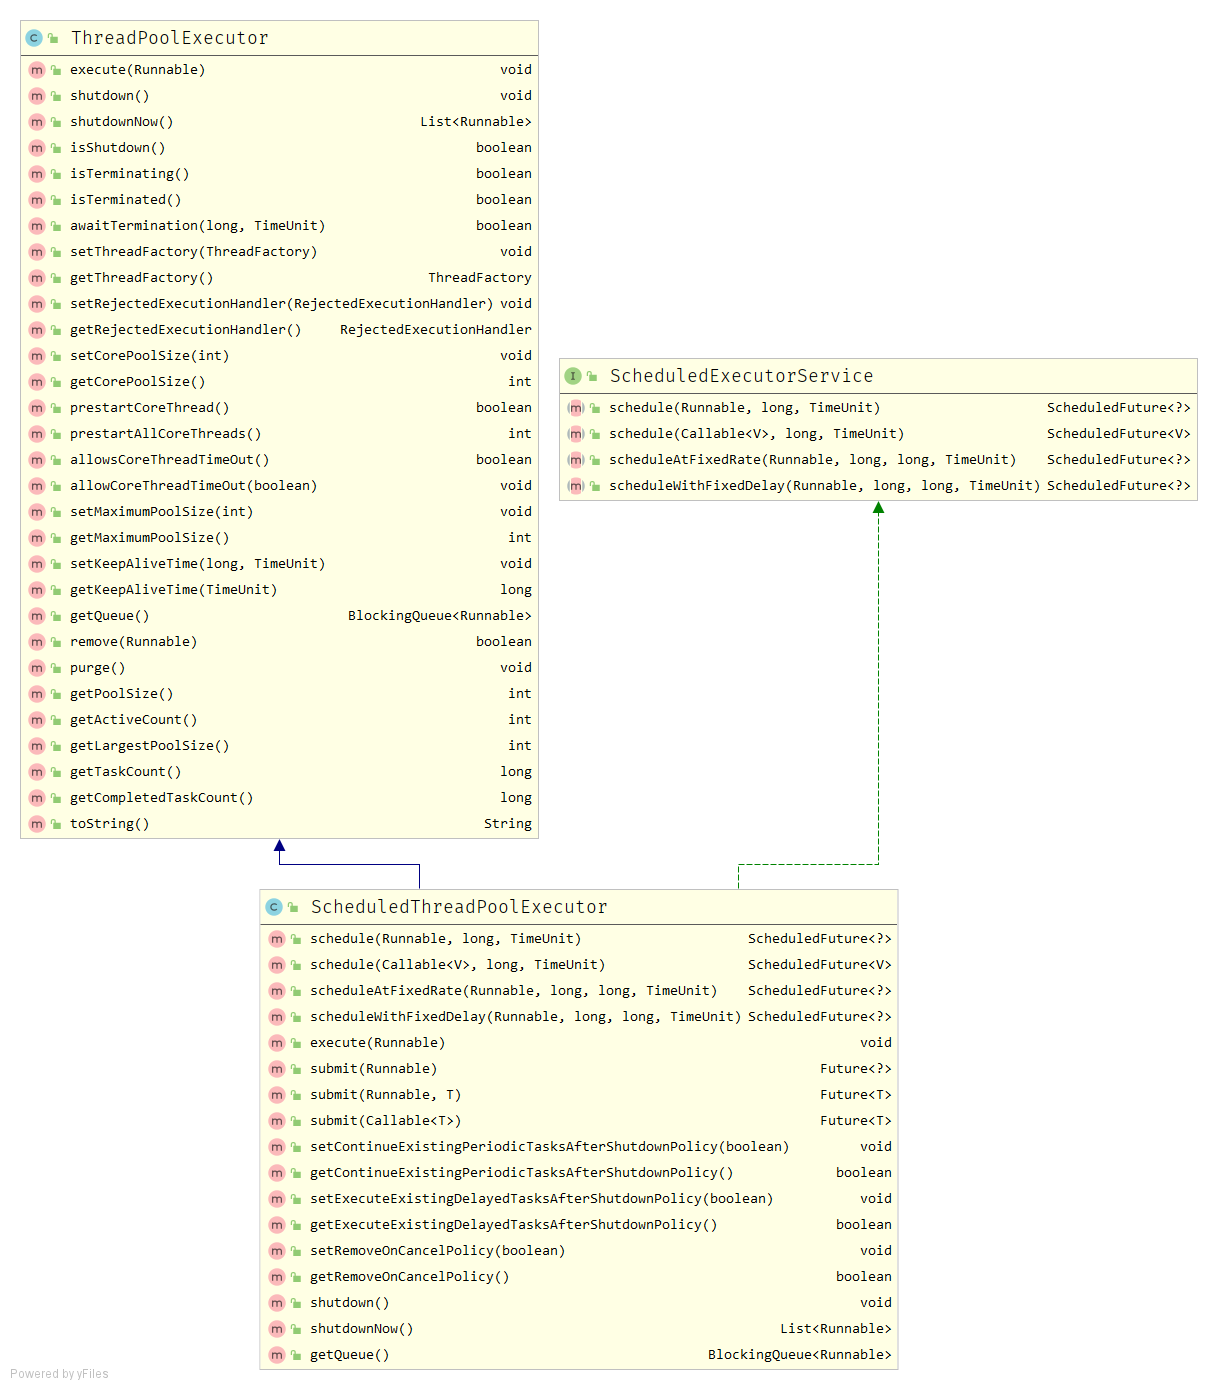 C ThreadPoolExecutor
m execute(Runnable) void
m shutdown() void
m shutdownNow() List<Runnable>
m isShutdown() boolean
m isTerminating() boolean
m isTerminated() boolean
m awaitTermination(long, TimeUnit) boolean
m setThreadFactory(ThreadFactory) void
m getThreadFactory() ThreadFactory
m setRejectedExecutionHandler(RejectedExecutionHandler) void
m getRejectedExecutionHandler() RejectedExecutionHandler
m setCorePoolSize(int) void
m getCorePoolSize() int
m prestartCoreThread() boolean
m prestartAllCoreThreads() int
m allowsCoreThreadTimeOut() boolean
m allowCoreThreadTimeOut(boolean) void
m setMaximumPoolSize(int) void
m getMaximumPoolSize() int
m setKeepAliveTime(long, TimeUnit) void
m getKeepAliveTime(TimeUnit) long
m getQueue() BlockingQueue<Runnable>
m remove(Runnable) boolean
m purge() void
m getPoolSize() int
m getActiveCount() int
m getLargestPoolSize() int
m getTaskCount() long
m getCompletedTaskCount() long
m toString() String
I ScheduledExecutorService
(m) schedule(Runnable, long, TimeUnit) ScheduledFuture<?>
(m) schedule(Callable<V>, long, TimeUnit) ScheduledFuture<V>
(m) scheduleAtFixedRate(Runnable, long, long, TimeUnit) ScheduledFuture<?>
(m) scheduleWithFixedDelay(Runnable, long, long, TimeUnit) ScheduledFuture<?>
C ScheduledThreadPoolExecutor
m schedule(Runnable, long, TimeUnit) ScheduledFuture<?>
m schedule(Callable<V>, long, TimeUnit) ScheduledFuture<V>
m scheduleAtFixedRate(Runnable, long, long, TimeUnit) ScheduledFuture<?>
m scheduleWithFixedDelay(Runnable, long, long, TimeUnit) ScheduledFuture<?>
m execute(Runnable) void
m submit(Runnable) Future<?>
m submit(Runnable, T) Future<T>
m submit(Callable<T>) Future<T>
m setContinueExistingPeriodicTasksAfterShutdownPolicy(boolean) void
m getContinueExistingPeriodicTasksAfterShutdownPolicy() boolean
m setExecuteExistingDelayedTasksAfterShutdownPolicy(boolean) void
m getExecuteExistingDelayedTasksAfterShutdownPolicy() boolean
m setRemoveOnCancelPolicy(boolean) void
m getRemoveOnCancelPolicy() boolean
m shutdown() void
m shutdownNow() List<Runnable>
m getQueue() BlockingQueue<Runnable>
Powered by yFiles